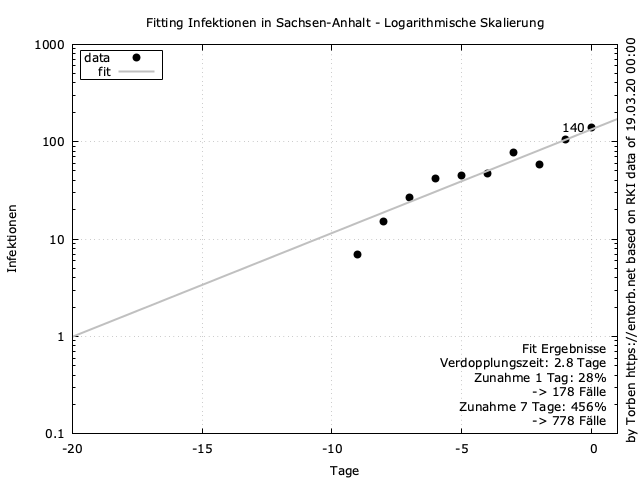 Fitting Infektionen in Sachsen-Anhalt - Logarithmische Skalierung
1000
100
10
1
0.1
data
fit
140
Infektionen
Fit Ergebnisse
Verdopplungszeit: 2.8 Tage
Zunahme 1 Tag: 28%
-> 178 Fälle
Zunahme 7 Tage: 456%
-> 778 Fälle
-20 -15 -10 -5 0
Tage
by Torben https://entorb.net based on RKI data of 19.03.20 00:00